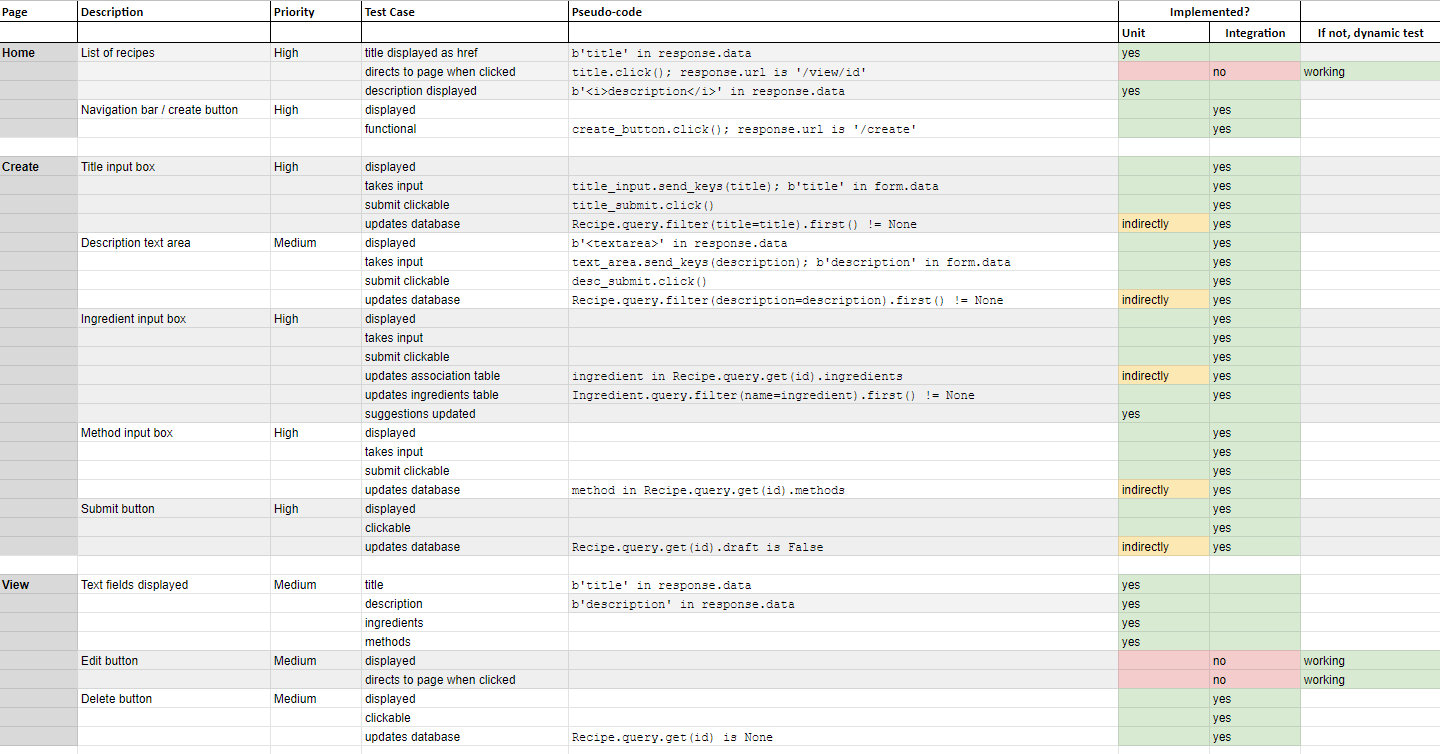 Page Description Priority Test Case Pseudo-code Implemented?
Unit Integration If not, dynamic test
Home List of recipes High title displayed as href b'title' in response.data yes
directs to page when clicked title.click(); response.url is '/view/id' no working
description displayed b'<i>description</i>' in response.data yes
Navigation bar / create button High displayed yes
functional create_button.click(); response.url is '/create' yes
Create Title input box High displayed yes
takes input title_input.send_keys(title); b'title' in form.data yes
submit clickable title_submit.click() yes
updates database Recipe.query.filter(title=title).first() != None indirectly yes
Description text area Medium displayed b'<textarea>' in response.data yes
takes input text_area.send_keys(description); b'description' in form.data yes
submit clickable desc_submit.click() yes
updates database Recipe.query.filter(description=description).first() != None indirectly yes
Ingredient input box High displayed yes
takes input yes
submit clickable yes
updates association table ingredient in Recipe.query.get(id).ingredients indirectly yes
updates ingredients table Ingredient.query.filter(name=ingredient).first() != None yes
suggestions updated yes
Method input box High displayed yes
takes input yes
submit clickable yes
updates database method in Recipe.query.get(id).methods indirectly yes
Submit button High displayed yes
clickable yes
updates database Recipe.query.get(id).draft is False indirectly yes
View Text fields displayed Medium title b'title' in response.data yes
description b'description' in response.data yes
ingredients yes
methods yes
Edit button Medium displayed no working
directs to page when clicked no working
Delete button Medium displayed yes
clickable yes
updates database Recipe.query.get(id) is None yes